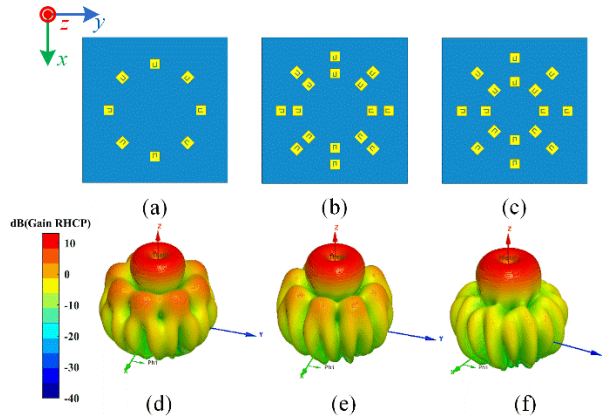 z
y
x
(a)
(b)
(c)
dB(Gain RHCP)
10
0
-10
-20
-30
-40
Z
Y
X
Phi
Z
Y
X
Phi
Z
X
Phi
(d)
(e)
(f)